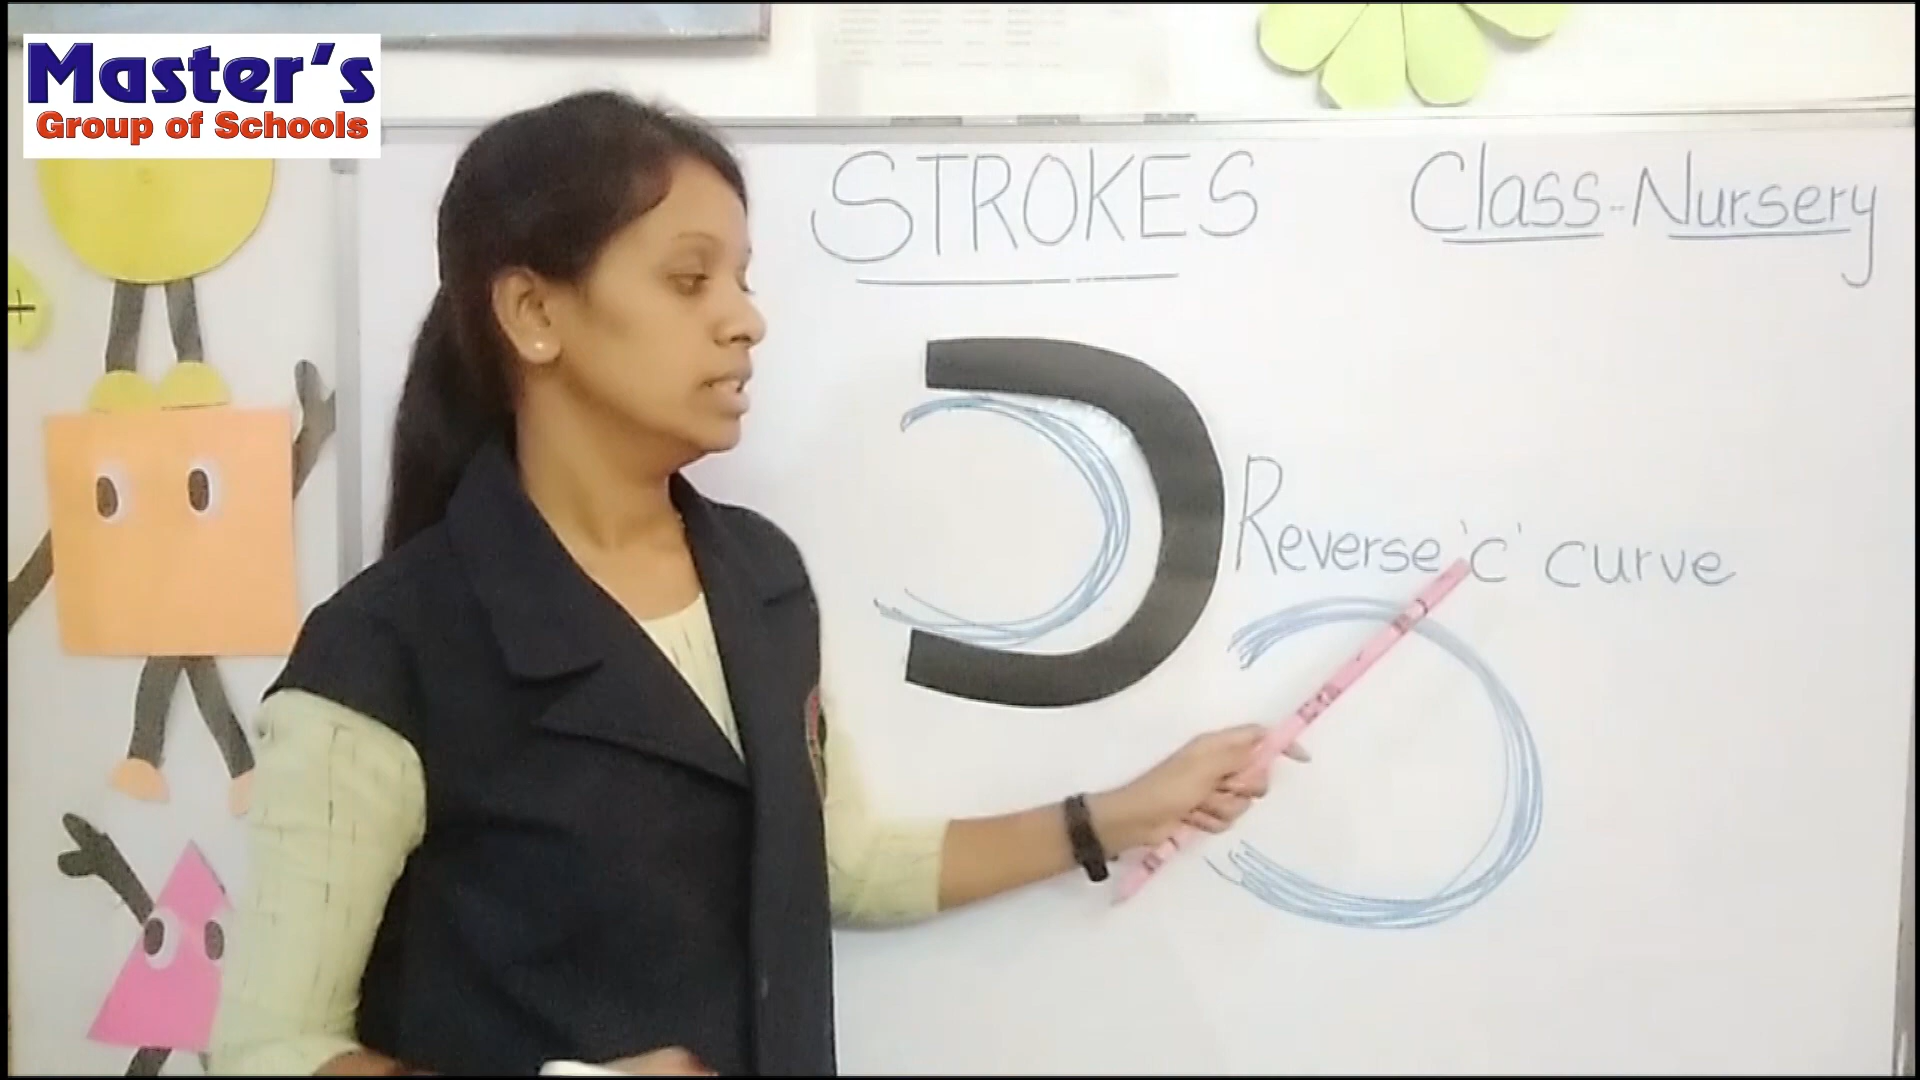 Master's
Group of Schools
STROKES
Class-Nursery
Reverse 'c' curve